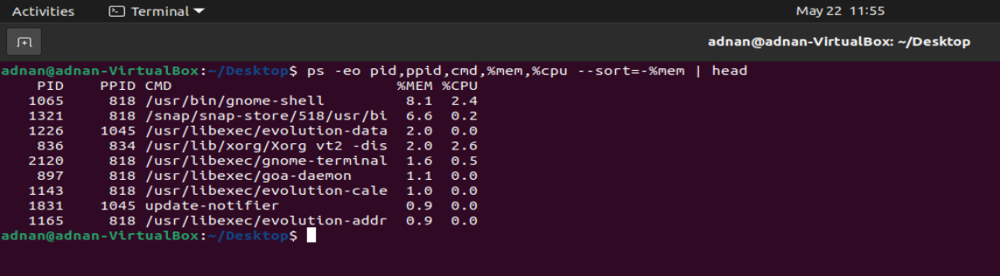 Activities Terminal May 22 11:55
adnan@adnan-VirtualBox: ~/Desktop
adnan@adnan-VirtualBox:~/Desktop$ ps -eo pid,ppid,cmd,%mem,%cpu --sort=-%mem | head
PID PPID CMD %MEM %CPU
1065 818 /usr/bin/gnome-shell 8.1 2.4
1321 818 /snap/snap-store/518/usr/bi 6.6 0.2
1226 1045 /usr/libexec/evolution-data 2.0 0.0
836 834 /usr/lib/xorg/Xorg vt2 -dis 2.0 2.6
2120 818 /usr/libexec/gnome-terminal 1.6 0.5
897 818 /usr/libexec/goa-daemon 1.1 0.0
1143 818 /usr/libexec/evolution-cale 1.0 0.0
1831 1045 update-notifier 0.9 0.0
1165 818 /usr/libexec/evolution-addr 0.9 0.0
adnan@adnan-VirtualBox:~/Desktop$